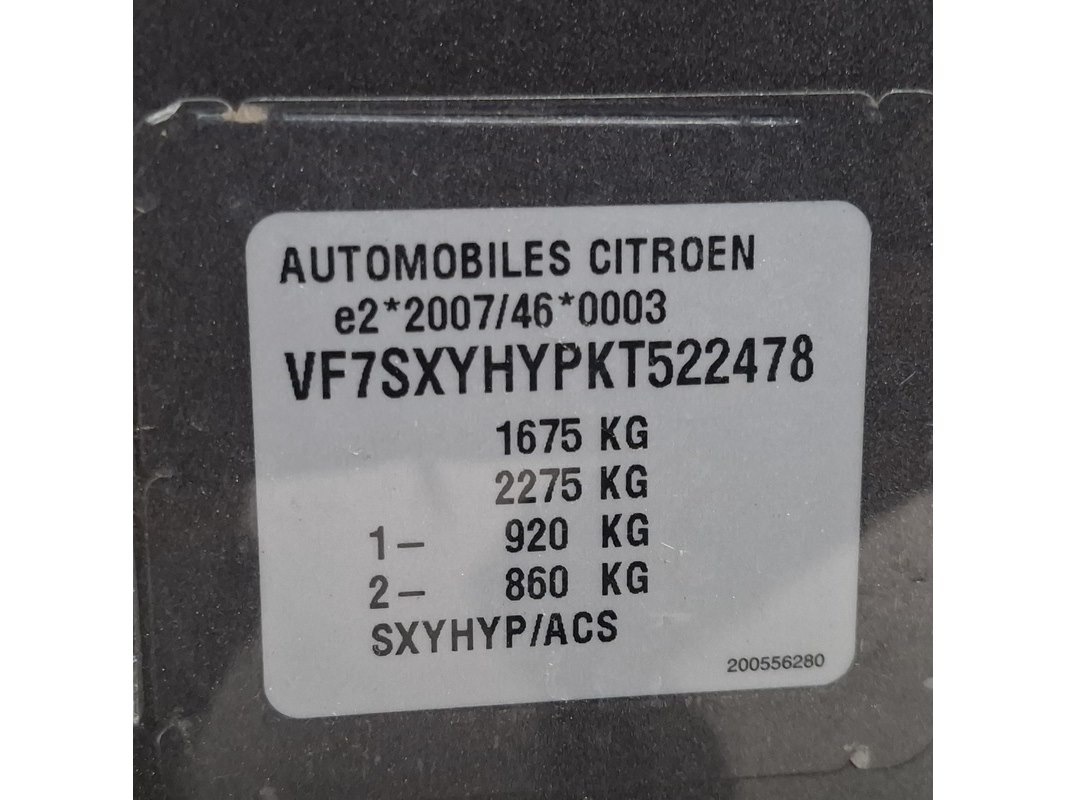 AUTOMOBILES CITROEN
e2*2007/46*0003
VF7SXYHYPKT522478
1675 KG
2275 KG
1– 920 KG
2– 860 KG
SXYHYP/ACS
200556280